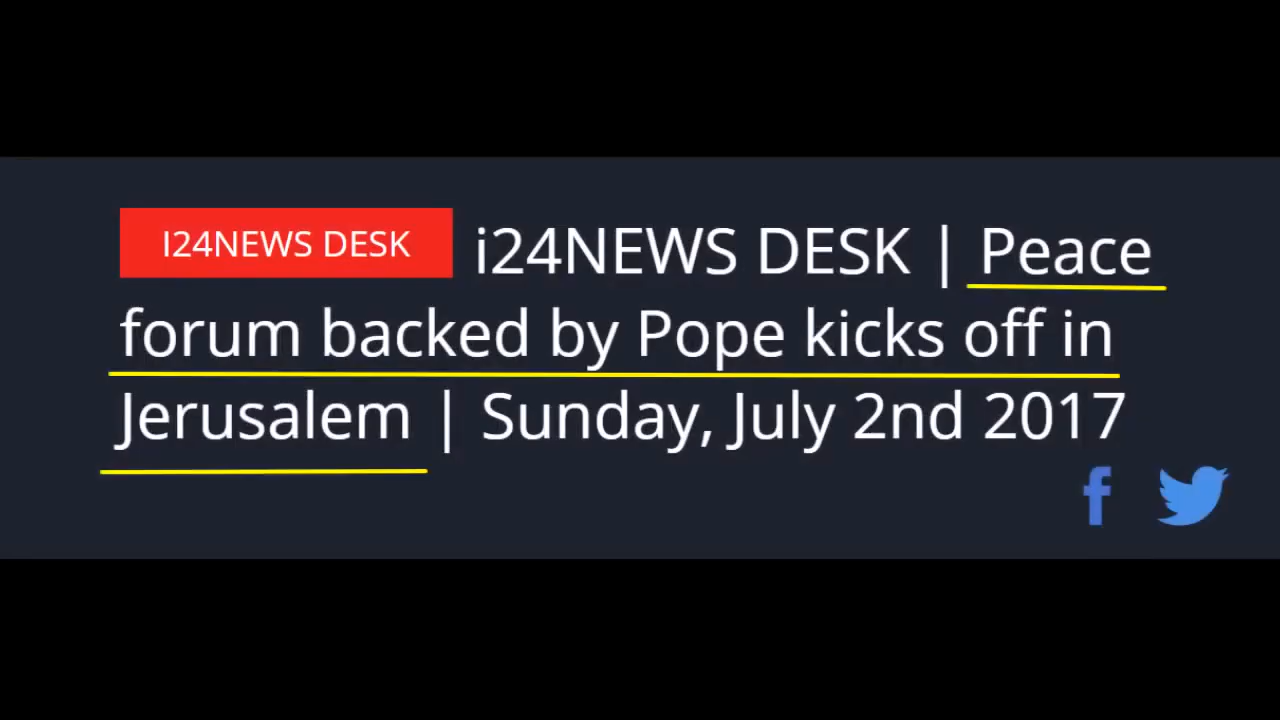 I24NEWS DESK i24NEWS DESK | Peace
forum backed by Pope kicks off in
Jerusalem | Sunday, July 2nd 2017